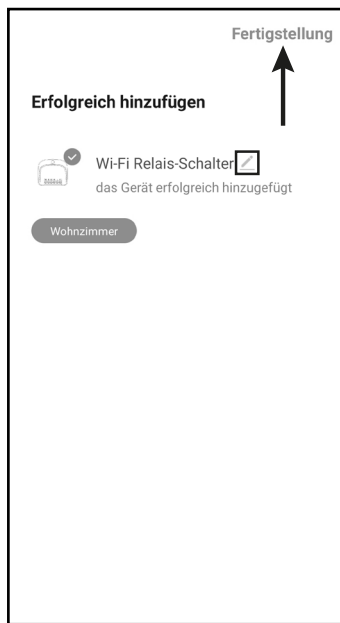 Fertigstellung
Erfolgreich hinzufügen
Wi-Fi Relais-Schalter
das Gerät erfolgreich hinzugefügt
Wohnzimmer